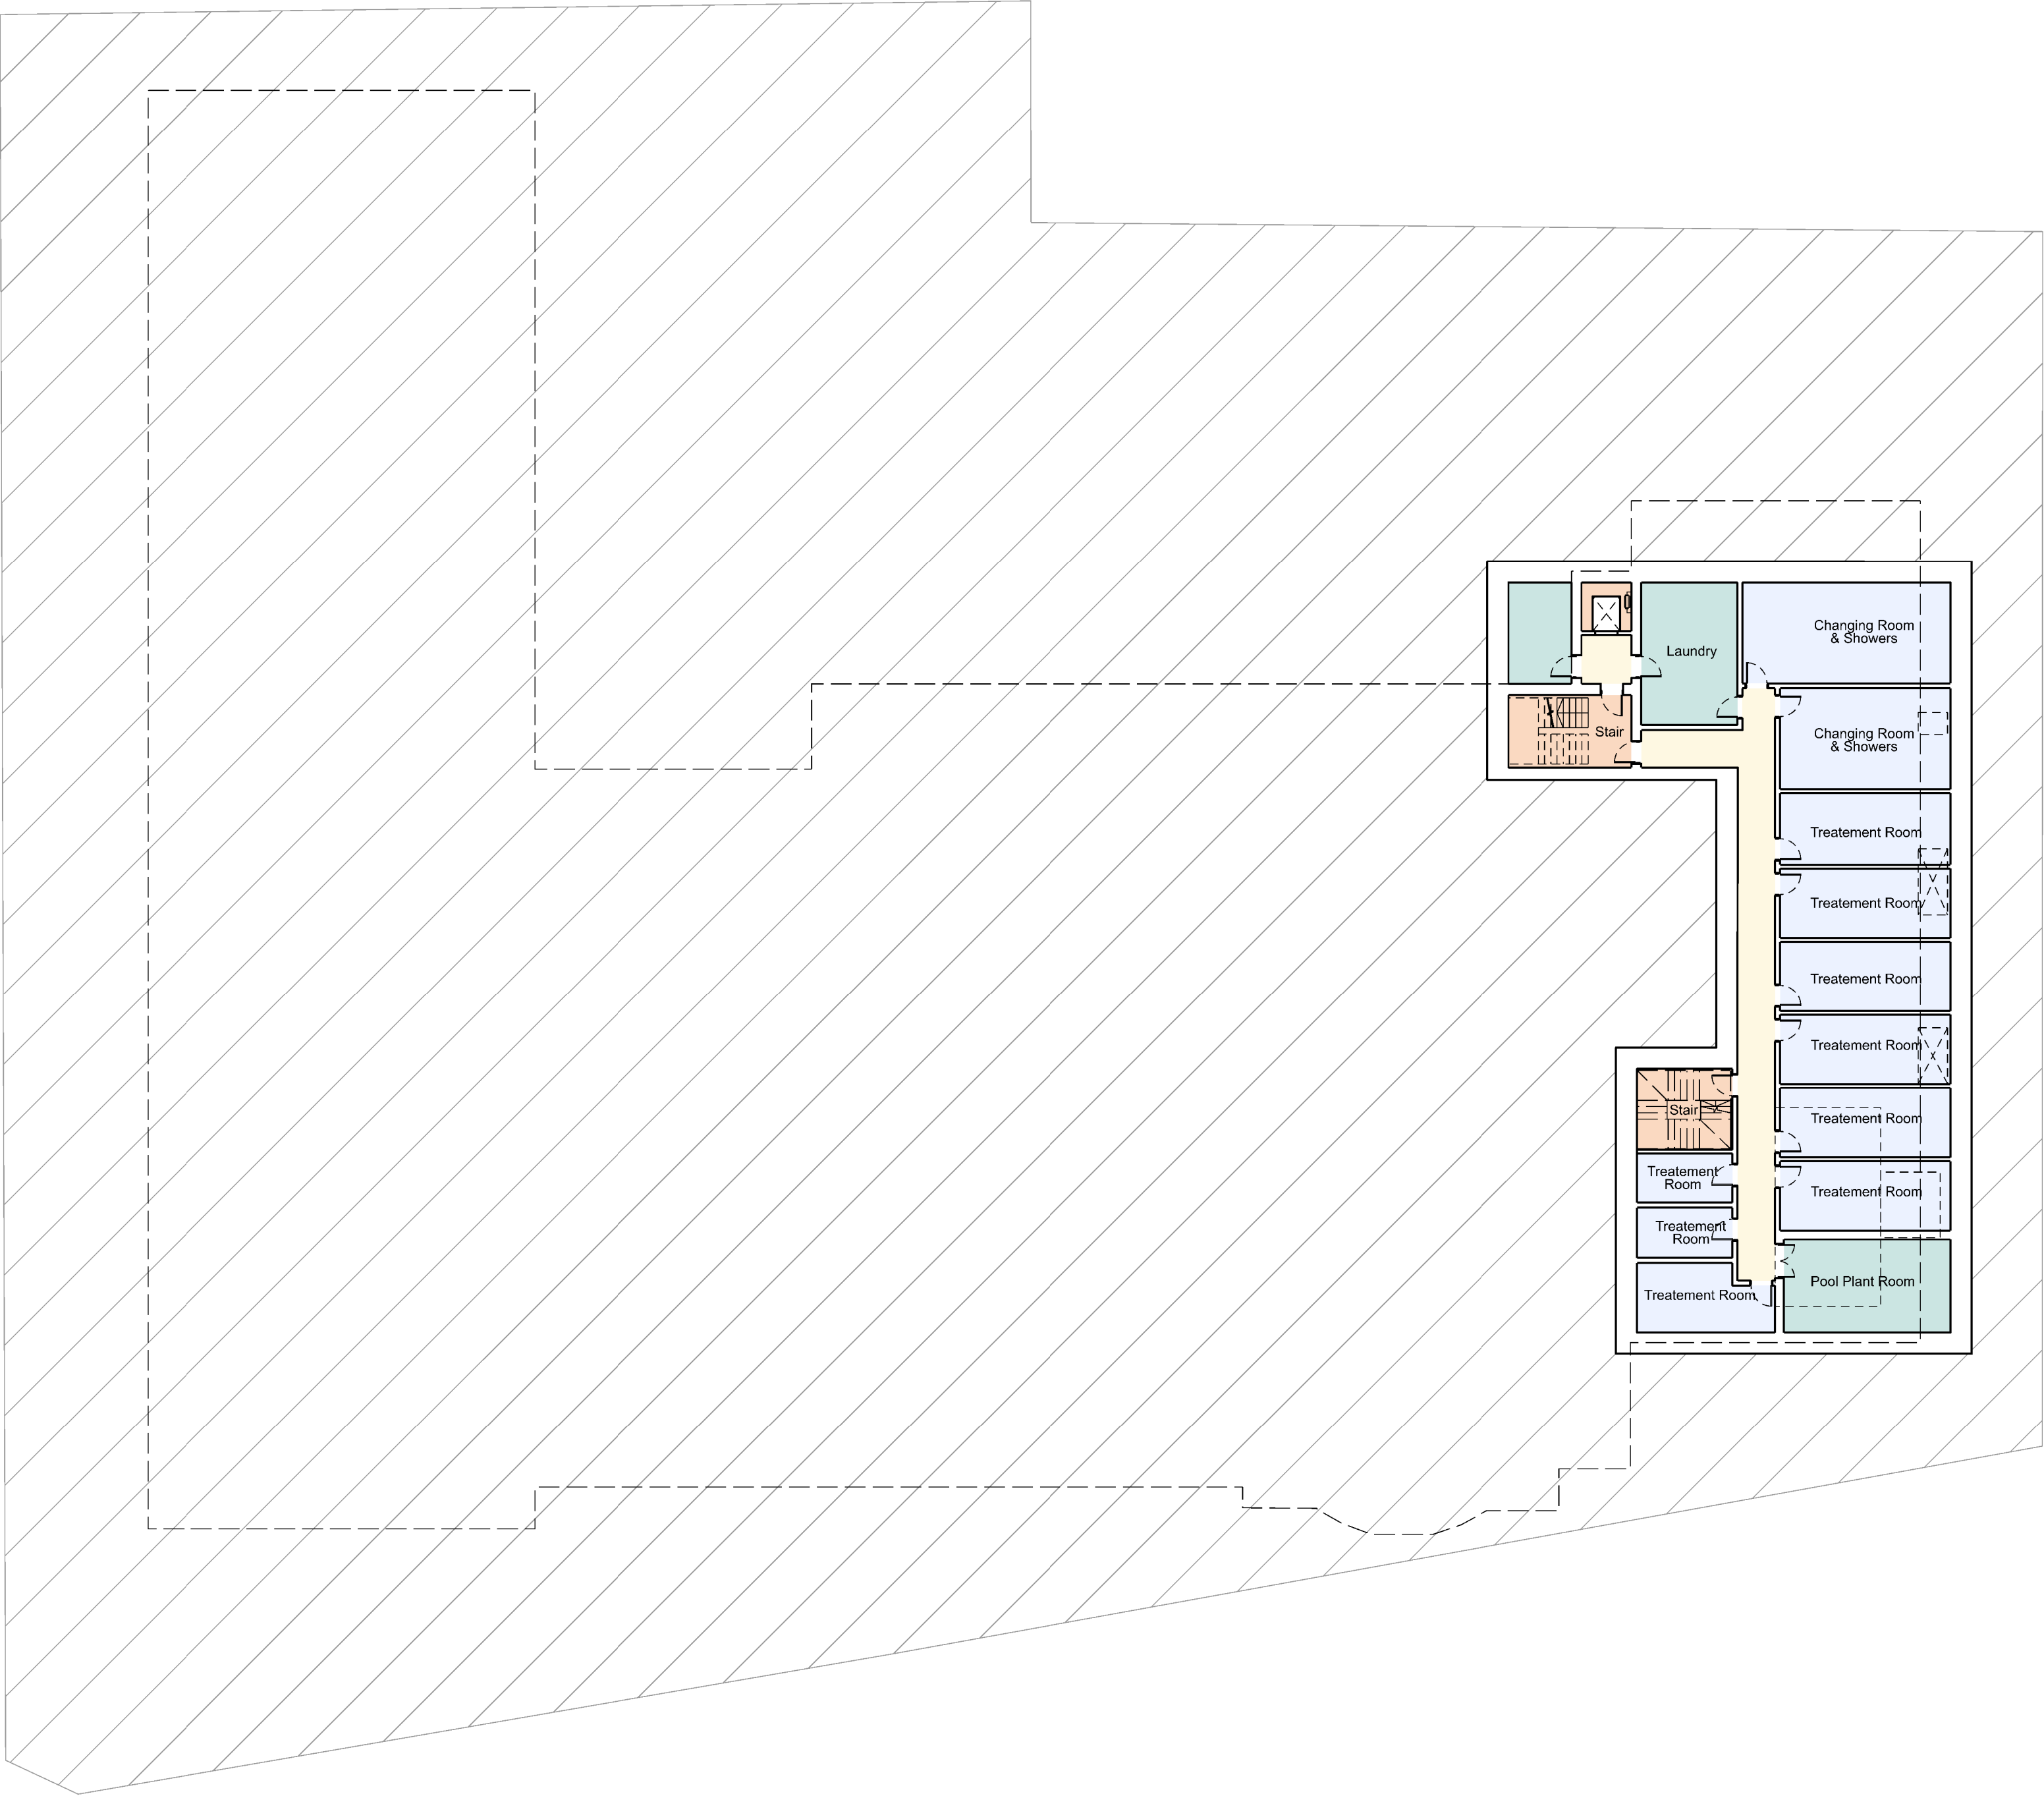 Changing Room
& Showers
Laundry
Stair
Changing Room
& Showers
Treatement Room
Treatement Room
Treatement Room
Treatement Room
Stair
Treatement Room
Treatement
Room
Treatement Room
Treatement
Room
Pool Plant Room
Treatement Room